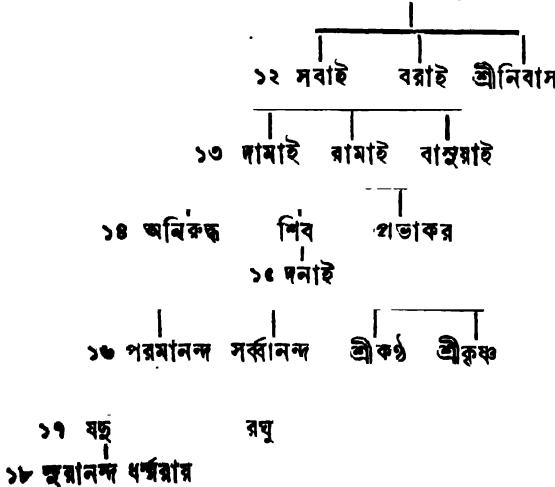 ১২ সবাই বরাই শ্রীনিবাস
১৩ দামাই রামাই বাসুয়াই
১৪ অনিরুদ্ধ শিব প্রভাকর
১৫ দনাই
১৬ পরমানন্দ সর্ব্বানন্দ শ্রীকণ্ঠ শ্রীকৃষ্ণ
১৭ যদু রঘু
১৮ সুরানন্দ ধর্ম্মরায়